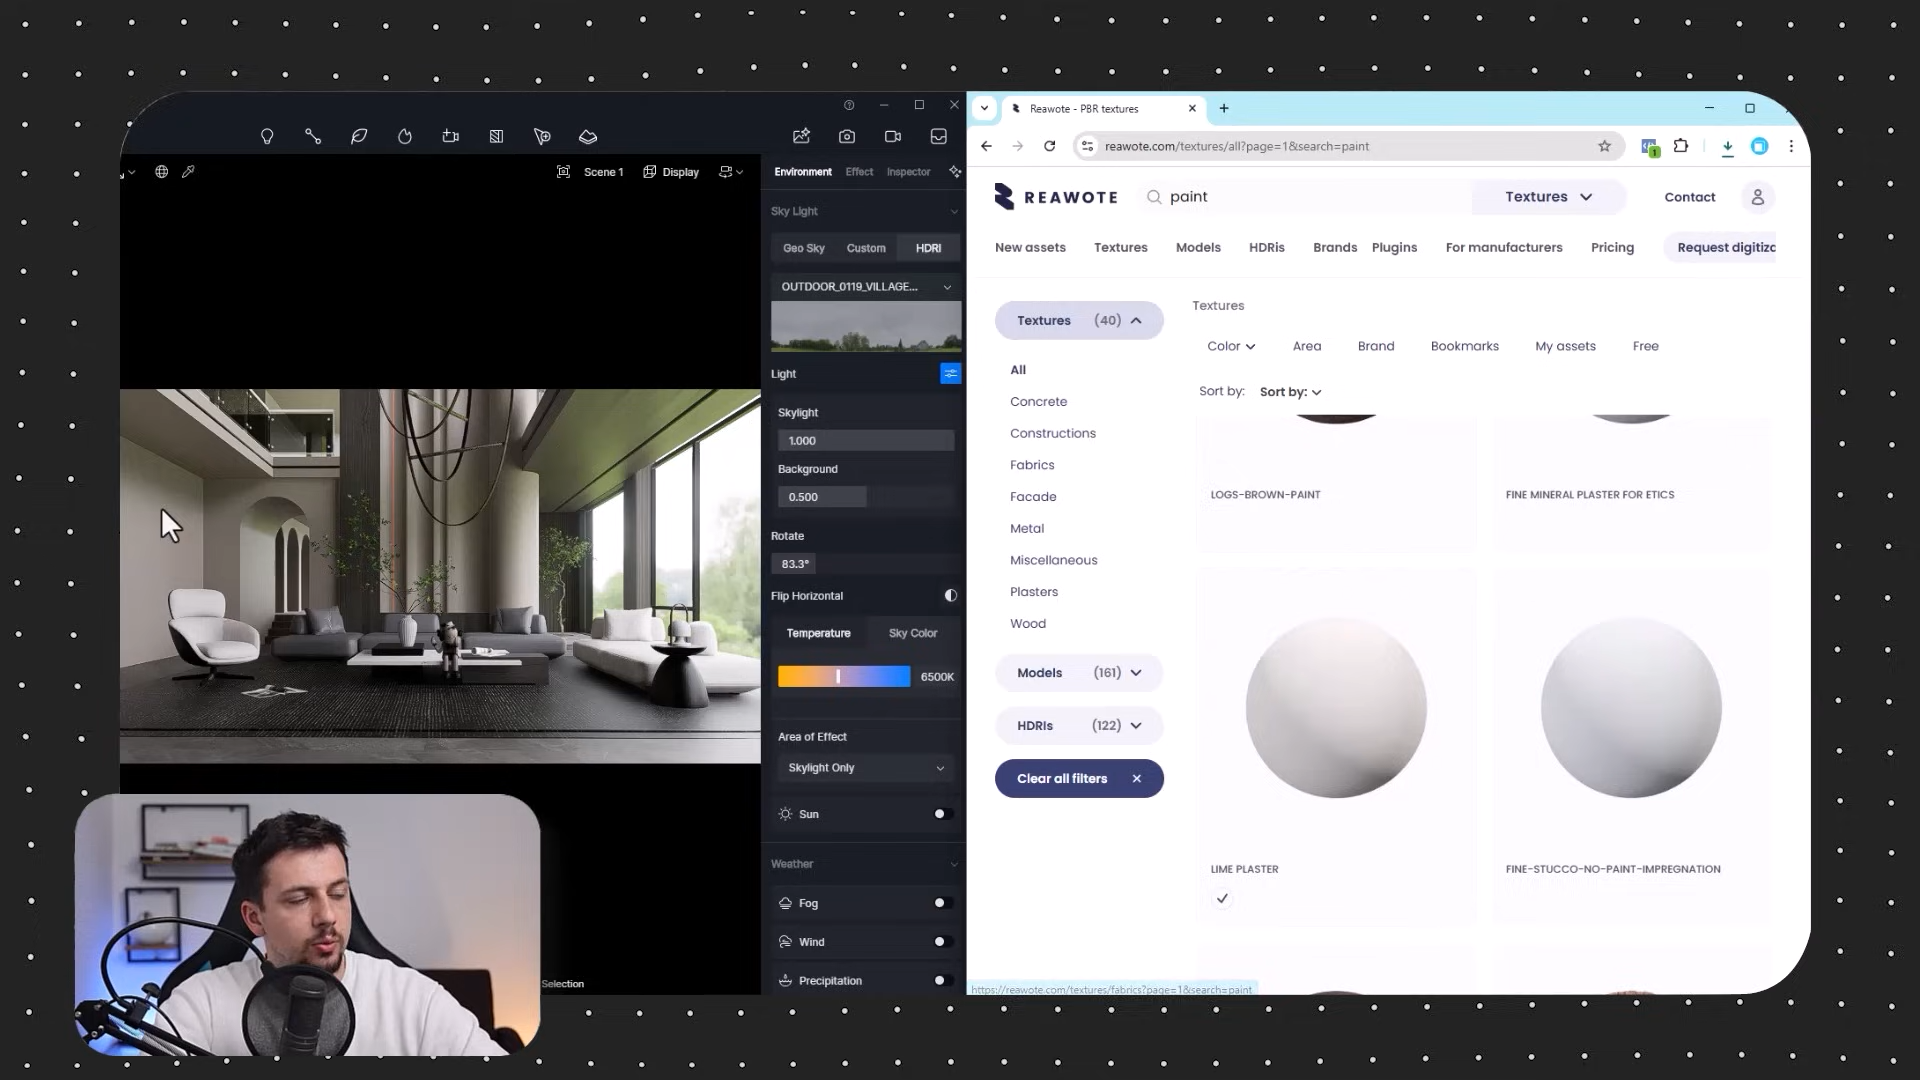 Scene 1
Display
Environment
Effect
Inspector
Sky Light
Geo Sky
Custom
HDRI
OUTDOOR_0119_VILLAGE...
Light
Skylight
1.000
Background
0.500
Rotate
83.3°
Flip Horizontal
Temperature
Sky Color
6500K
Area of Effect
Skylight Only
Sun
Weather
Fog
Wind
Precipitation
Selection
Reawote - PBR textures
reawote.com/textures/all?page=1&search=paint
1
REAWOTE
paint
Textures
Contact
New assets
Textures
Models
HDRIs
Brands
Plugins
For manufacturers
Pricing
Request digitiza
Textures (40)
All
Concrete
Constructions
Fabrics
Facade
Metal
Miscellaneous
Plasters
Wood
Models (161)
HDRIs (122)
Clear all filters
Textures
Color
Area
Brand
Bookmarks
My assets
Free
Sort by: Sort by:
LOGS-BROWN-PAINT
FINE MINERAL PLASTER FOR ETICS
LIME PLASTER
FINE-STUCCO-NO-PAINT-IMPREGNATION
https://reawote.com/textures/fabrics?page=1&search=paint